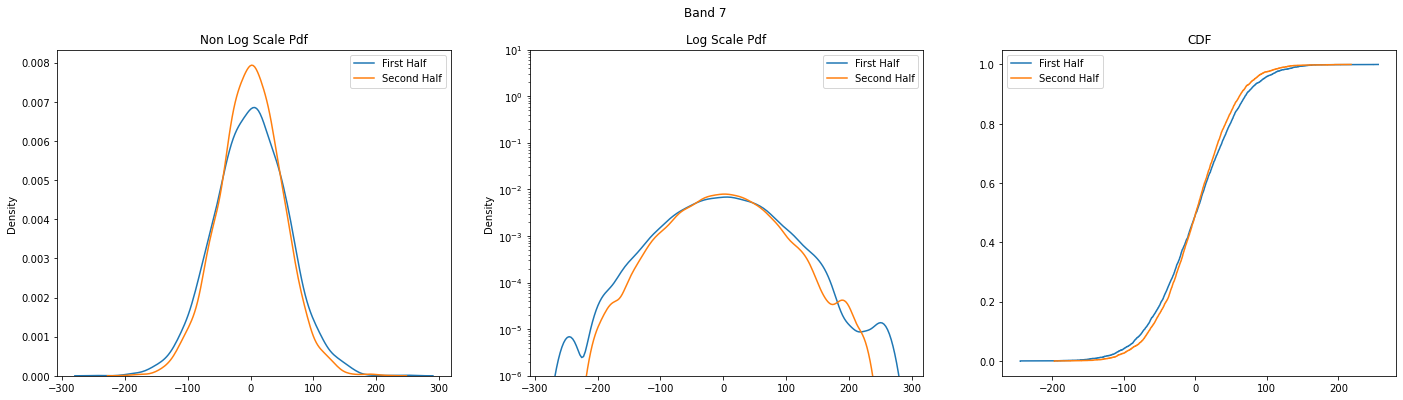 Band 7
Non Log Scale Pdf
First Half
Second Half
Density
0.008
0.007
0.006
0.005
0.004
0.003
0.002
0.001
0.000
−300 −200 −100 0 100 200 300
Log Scale Pdf
First Half
Second Half
Density
10^1
10^0
10^-1
10^-2
10^-3
10^-4
10^-5
10^-6
−300 −200 −100 0 100 200 300
CDF
First Half
Second Half
1.0
0.8
0.6
0.4
0.2
0.0
−200 −100 0 100 200